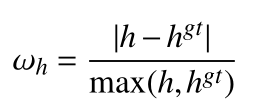 ω_h = |h − h^{gt}| / max(h, h^{gt})